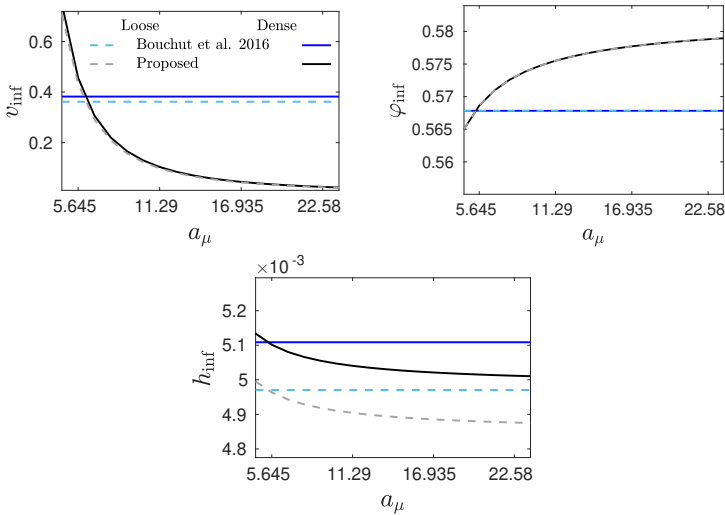 Loose Dense
Bouchut et al. 2016
Proposed
0.6
0.4
0.2
v_inf
5.645 11.29 16.935 22.58
a_μ
0.58
0.575
0.57
0.565
0.56
φ_inf
5.645 11.29 16.935 22.58
a_μ
×10^-3
5.2
5.1
5
4.9
4.8
h_inf
5.645 11.29 16.935 22.58
a_μ